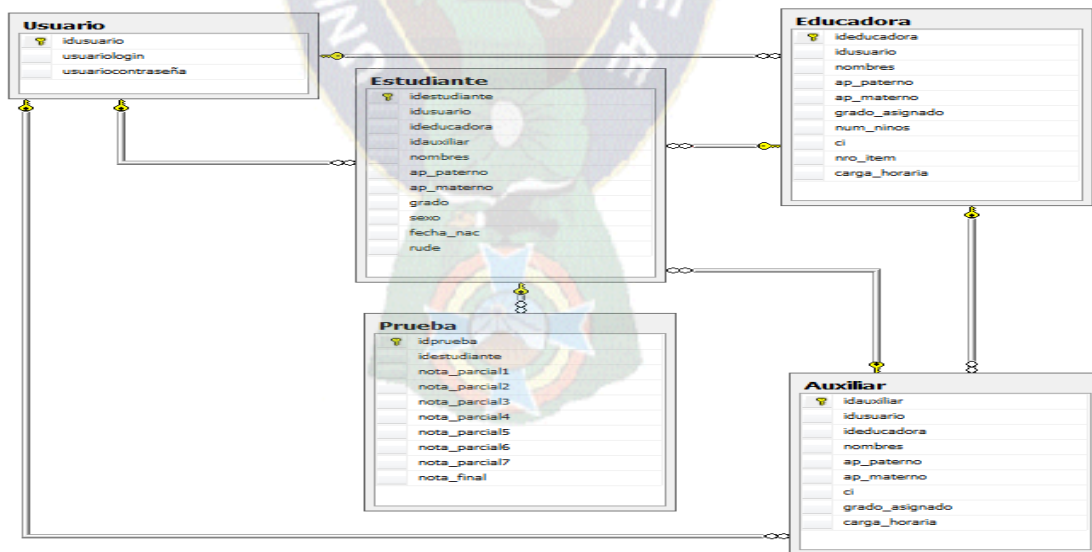 Usuario
idusuario
usuariologin
usuariocontraseña
Estudiante
idestudiante
idusuario
ideducadora
idauxiliar
nombres
ap_paterno
ap_materno
grado
sexo
fecha_nac
rude
Educadora
ideducadora
idusuario
nombres
ap_paterno
ap_materno
grado_asignado
num_ninos
ci
nro_item
carga_horaria
Prueba
idprueba
idestudiante
nota_parcial1
nota_parcial2
nota_parcial3
nota_parcial4
nota_parcial5
nota_parcial6
nota_parcial7
nota_final
Auxiliar
idauxiliar
idusuario
ideducadora
nombres
ap_paterno
ap_materno
ci
grado_asignado
carga_horaria